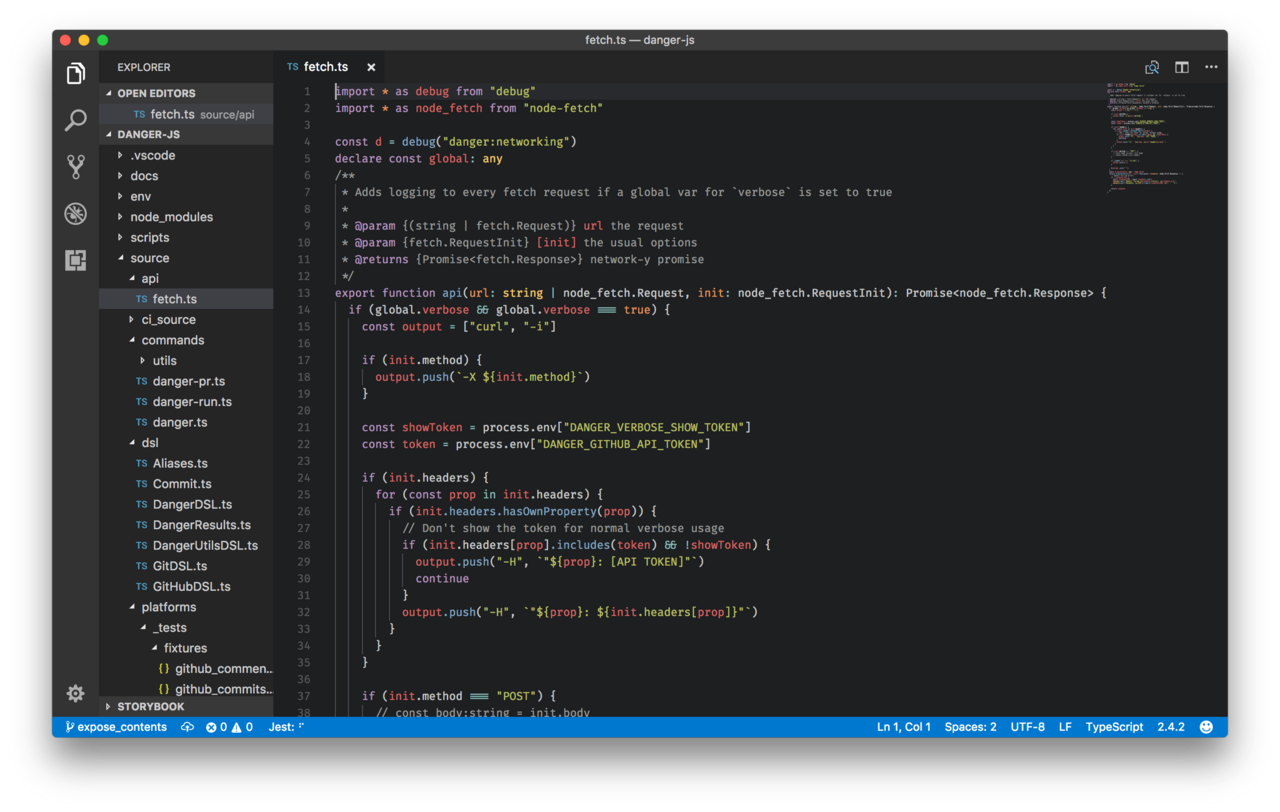 fetch.ts — danger-js
EXPLORER
OPEN EDITORS
TS fetch.ts source/api
DANGER-JS
.vscode
docs
env
node_modules
scripts
source
api
TS fetch.ts
ci_source
commands
utils
TS danger-pr.ts
TS danger-run.ts
TS danger.ts
dsl
TS Aliases.ts
TS Commit.ts
TS DangerDSL.ts
TS DangerResults.ts
TS DangerUtilsDSL.ts
TS GitDSL.ts
TS GitHubDSL.ts
platforms
_tests
fixtures
{} github_commen...
{} github_commits...
STORYBOOK
TS fetch.ts ×
1 import * as debug from "debug"
2 import * as node_fetch from "node-fetch"
3
4 const d = debug("danger:networking")
5 declare const global: any
6 /**
7 * Adds logging to every fetch request if a global var for `verbose` is set to true
8 *
9 * @param {(string | fetch.Request)} url the request
10 * @param {fetch.RequestInit} [init] the usual options
11 * @returns {Promise<fetch.Response>} network-y promise
12 */
13 export function api(url: string | node_fetch.Request, init: node_fetch.RequestInit): Promise<node_fetch.Response> {
14 if (global.verbose && global.verbose === true) {
15 const output = ["curl", "-i"]
16
17 if (init.method) {
18 output.push(`-X ${init.method}`)
19 }
20
21 const showToken = process.env["DANGER_VERBOSE_SHOW_TOKEN"]
22 const token = process.env["DANGER_GITHUB_API_TOKEN"]
23
24 if (init.headers) {
25 for (const prop in init.headers) {
26 if (init.headers.hasOwnProperty(prop)) {
27 // Don't show the token for normal verbose usage
28 if (init.headers[prop].includes(token) && !showToken) {
29 output.push("-H", `"${prop}: [API TOKEN]"`)
30 continue
31 }
32 output.push("-H", `"${prop}: ${init.headers[prop]}"`)
33 }
34 }
35 }
36
37 if (init.method === "POST") {
38 // const body:string = init.body
expose_contents 0 0 Jest:
Ln 1, Col 1 Spaces: 2 UTF-8 LF TypeScript 2.4.2